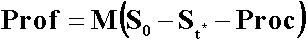 Prof = M(S₀ − Sₜ* − Proc)